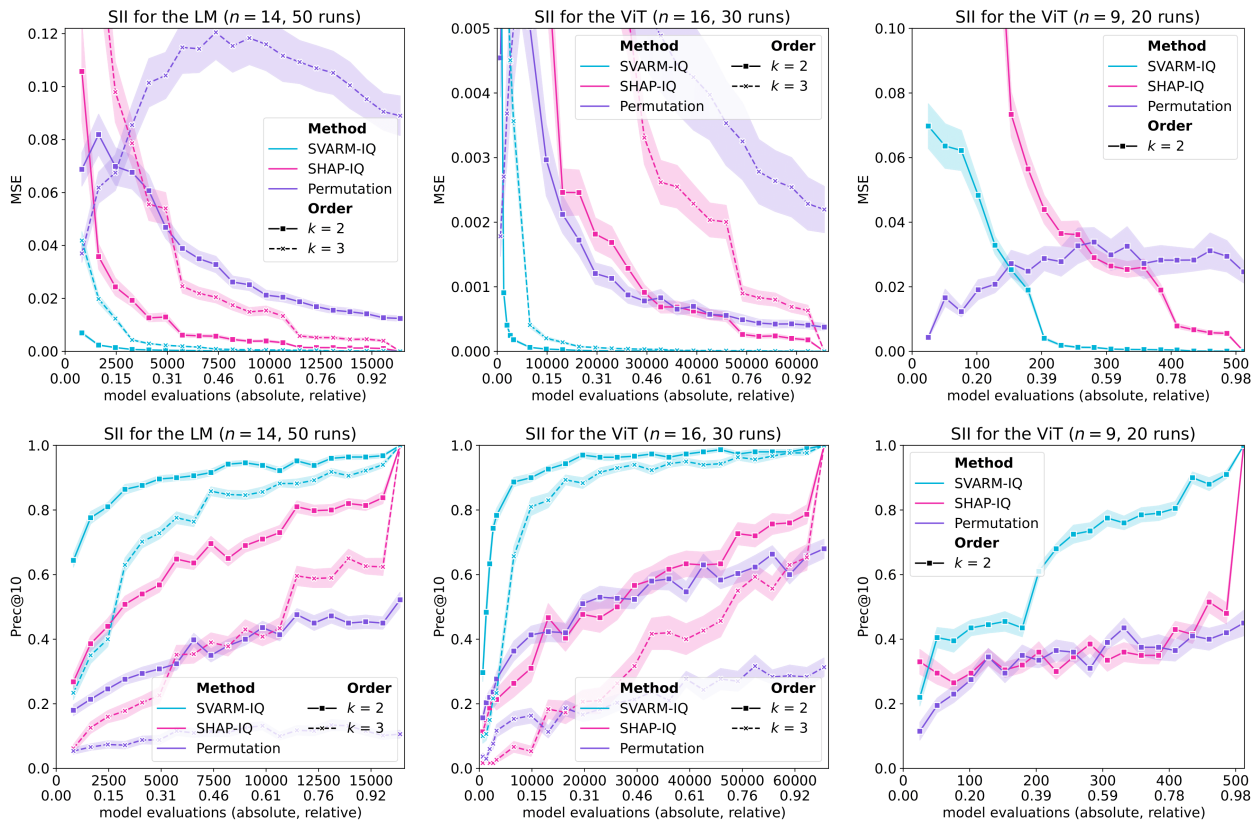 SII for the LM (n = 14, 50 runs)
0.12
0.10
0.08
0.06
0.04
0.02
0.00
MSE
Method
SVARM-IQ
SHAP-IQ
Permutation
Order
k = 2
k = 3
0 2500 5000 7500 10000 12500 15000
0.00 0.15 0.31 0.46 0.61 0.76 0.92
model evaluations (absolute, relative)
SII for the ViT (n = 16, 30 runs)
0.005
0.004
0.003
0.002
0.001
0.000
MSE
Method Order
SVARM-IQ k = 2
SHAP-IQ k = 3
Permutation
0 10000 20000 30000 40000 50000 60000
0.00 0.15 0.31 0.46 0.61 0.76 0.92
model evaluations (absolute, relative)
SII for the ViT (n = 9, 20 runs)
0.10
0.08
0.06
0.04
0.02
0.00
MSE
Method
SVARM-IQ
SHAP-IQ
Permutation
Order
k = 2
0 100 200 300 400 500
0.00 0.20 0.39 0.59 0.78 0.98
model evaluations (absolute, relative)
SII for the LM (n = 14, 50 runs)
1.0
0.8
0.6
0.4
0.2
0.0
Prec@10
Method Order
SVARM-IQ k = 2
SHAP-IQ k = 3
Permutation
0 2500 5000 7500 10000 12500 15000
0.00 0.15 0.31 0.46 0.61 0.76 0.92
model evaluations (absolute, relative)
SII for the ViT (n = 16, 30 runs)
1.0
0.8
0.6
0.4
0.2
0.0
Prec@10
Method Order
SVARM-IQ k = 2
SHAP-IQ k = 3
Permutation
0 10000 20000 30000 40000 50000 60000
0.00 0.15 0.31 0.46 0.61 0.76 0.92
model evaluations (absolute, relative)
SII for the ViT (n = 9, 20 runs)
1.0
0.8
0.6
0.4
0.2
0.0
Prec@10
Method
SVARM-IQ
SHAP-IQ
Permutation
Order
k = 2
0 100 200 300 400 500
0.00 0.20 0.39 0.59 0.78 0.98
model evaluations (absolute, relative)